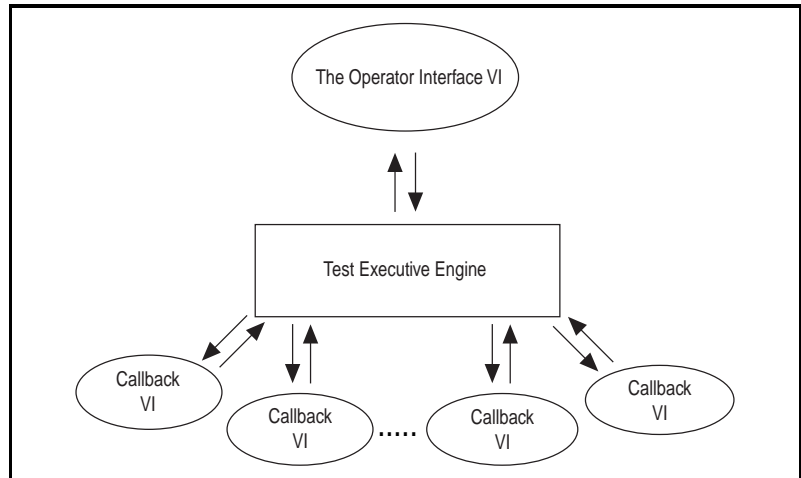 The Operator Interface VI
Test Executive Engine
Callback
VI
Callback
VI
.....
Callback
VI
Callback
VI